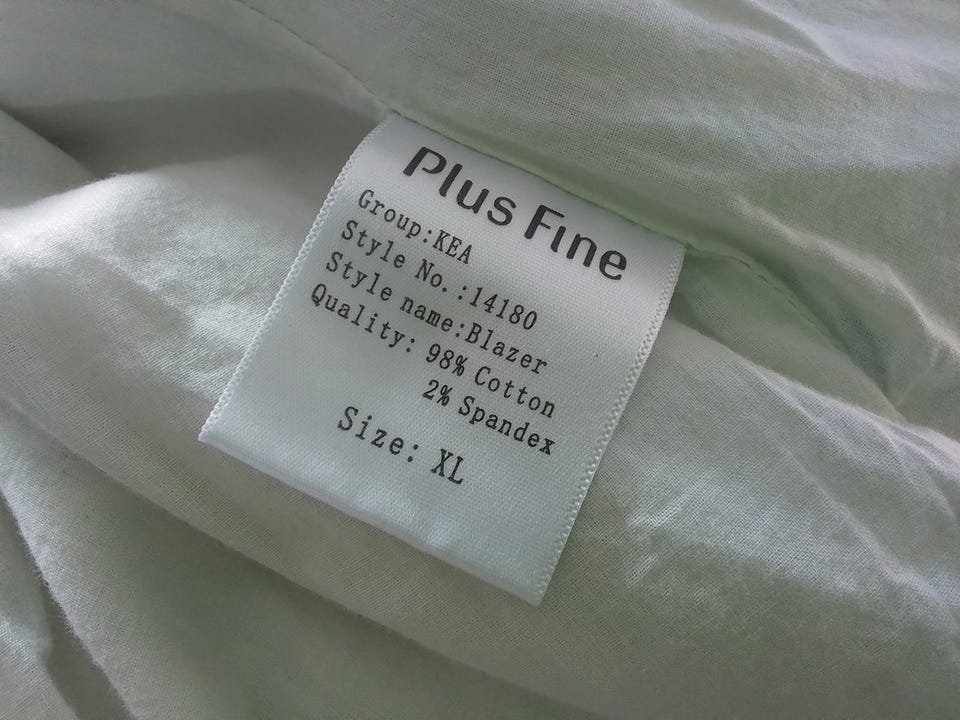 Plus Fine
Group:KEA
Style No.:14180
Style name:Blazer
Quality: 98% Cotton
2% Spandex
Size: XL